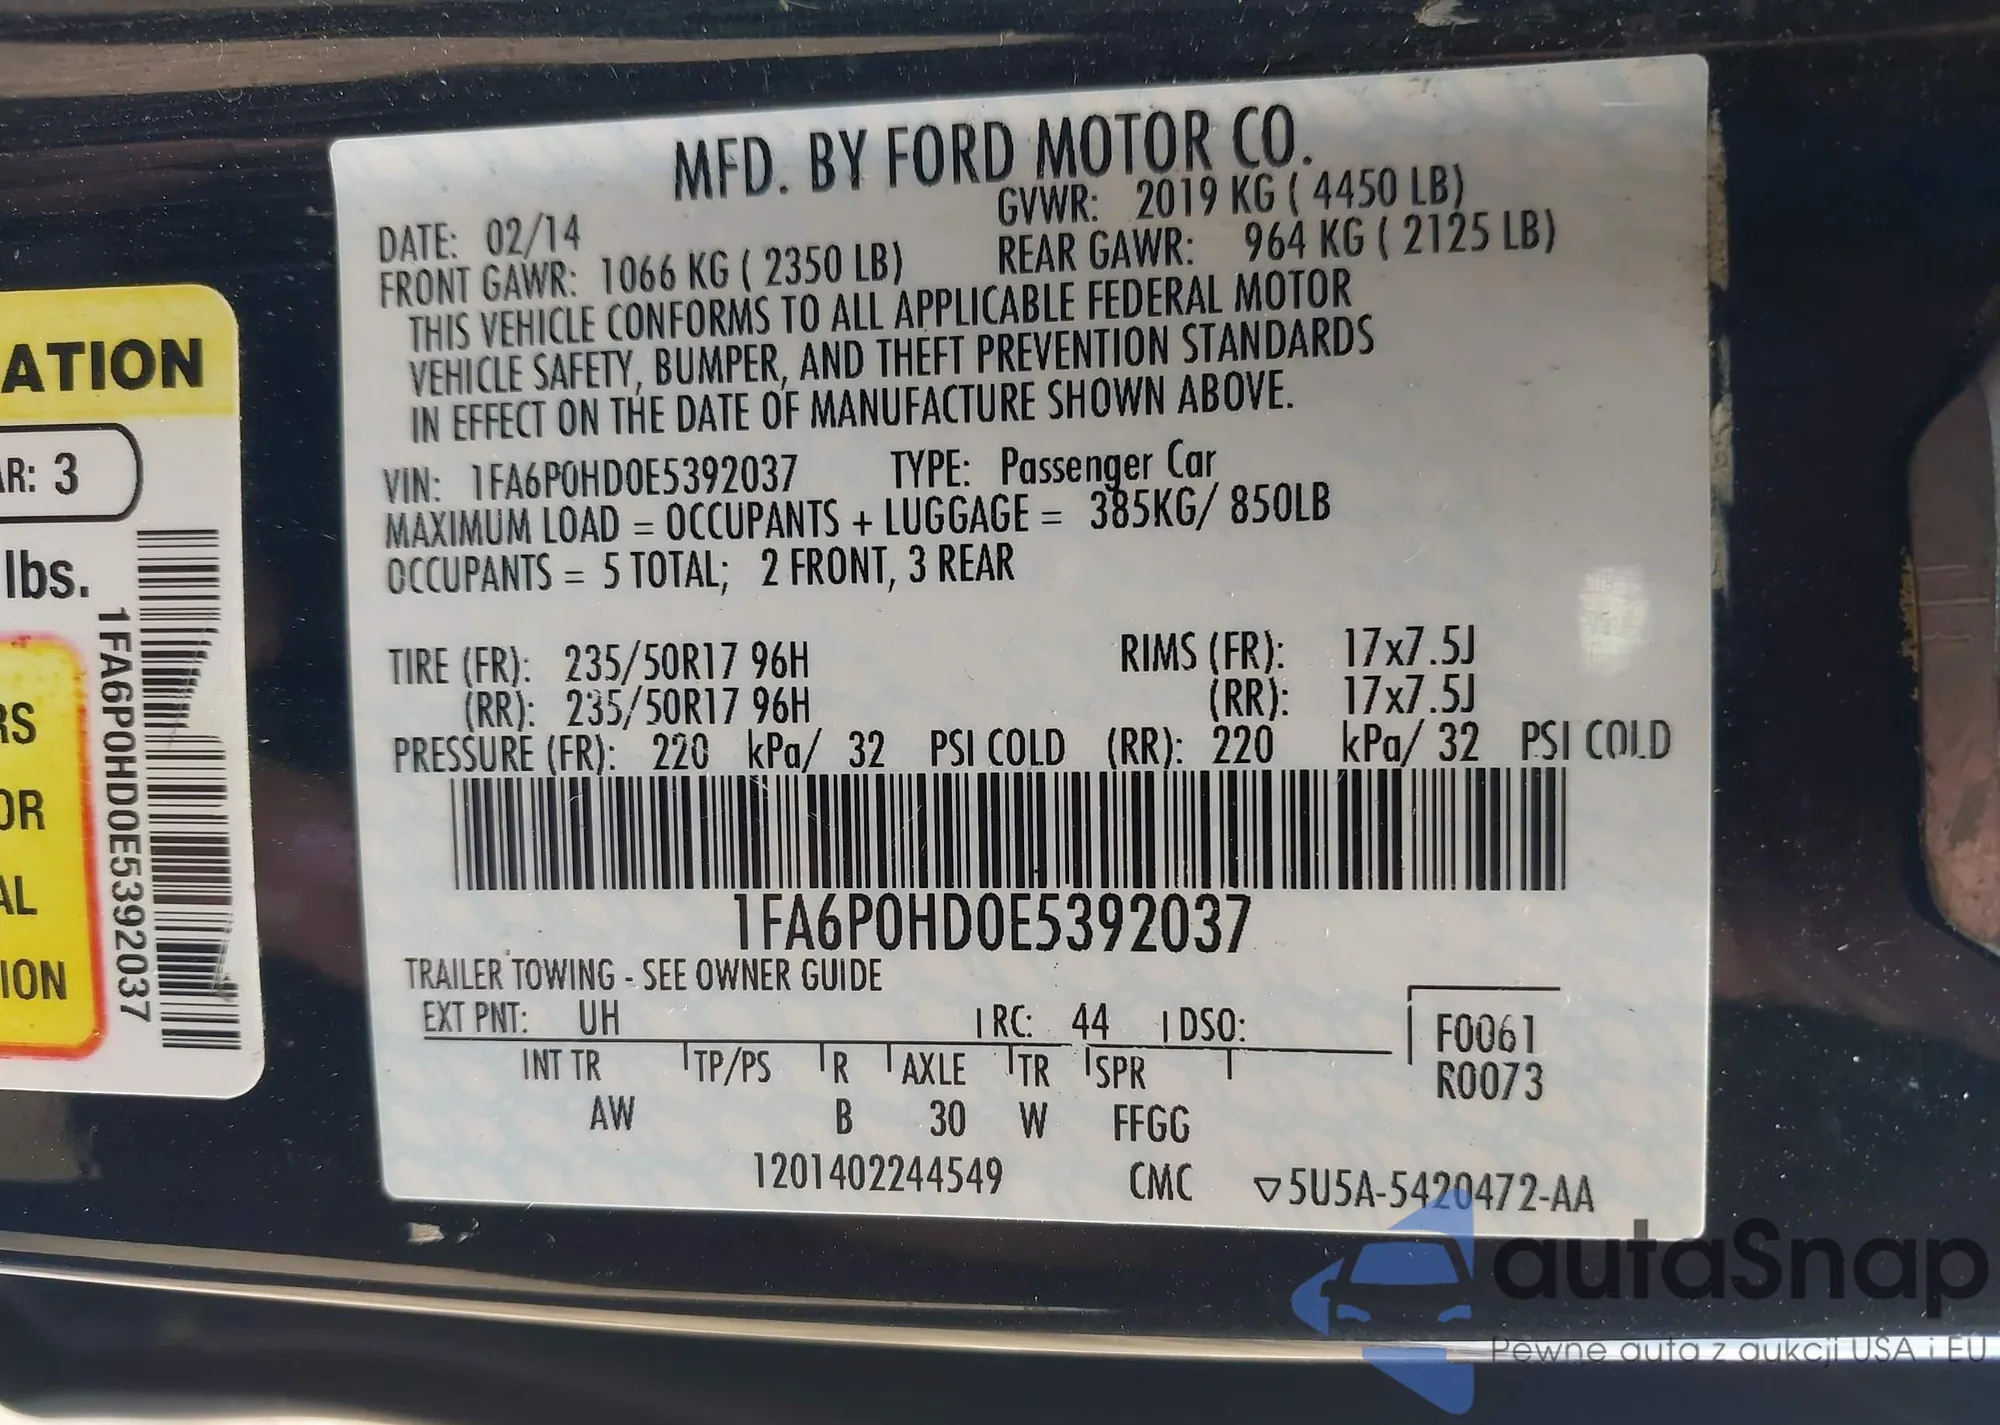 MFD. BY FORD MOTOR CO.
DATE: 02/14 GVWR: 2019 KG ( 4450 LB)
FRONT GAWR: 1066 KG ( 2350 LB) REAR GAWR: 964 KG ( 2125 LB)
THIS VEHICLE CONFORMS TO ALL APPLICABLE FEDERAL MOTOR
VEHICLE SAFETY, BUMPER, AND THEFT PREVENTION STANDARDS
IN EFFECT ON THE DATE OF MANUFACTURE SHOWN ABOVE.
VIN: 1FA6P0HD0E5392037 TYPE: Passenger Car
MAXIMUM LOAD = OCCUPANTS + LUGGAGE = 385KG/ 850LB
OCCUPANTS = 5 TOTAL; 2 FRONT, 3 REAR
TIRE (FR): 235/50R17 96H RIMS (FR): 17x7.5J
(RR): 235/50R17 96H (RR): 17x7.5J
PRESSURE (FR): 220 kPa/ 32 PSI COLD (RR): 220 kPa/ 32 PSI COLD
1FA6P0HD0E5392037
TRAILER TOWING - SEE OWNER GUIDE
EXT PNT: UH RC: 44 DSO:
F0061
R0073
INT TR TP/PS R AXLE TR SPR
AW B 30 W FFGG
1201402244549 CMC ▽5U5A-5420472-AA
ATION
AR: 3
lbs.
RS
OR
AL
ION
1FA6P0HD0E5392037
autaSnap
Pewne auta z aukcji USA i EU